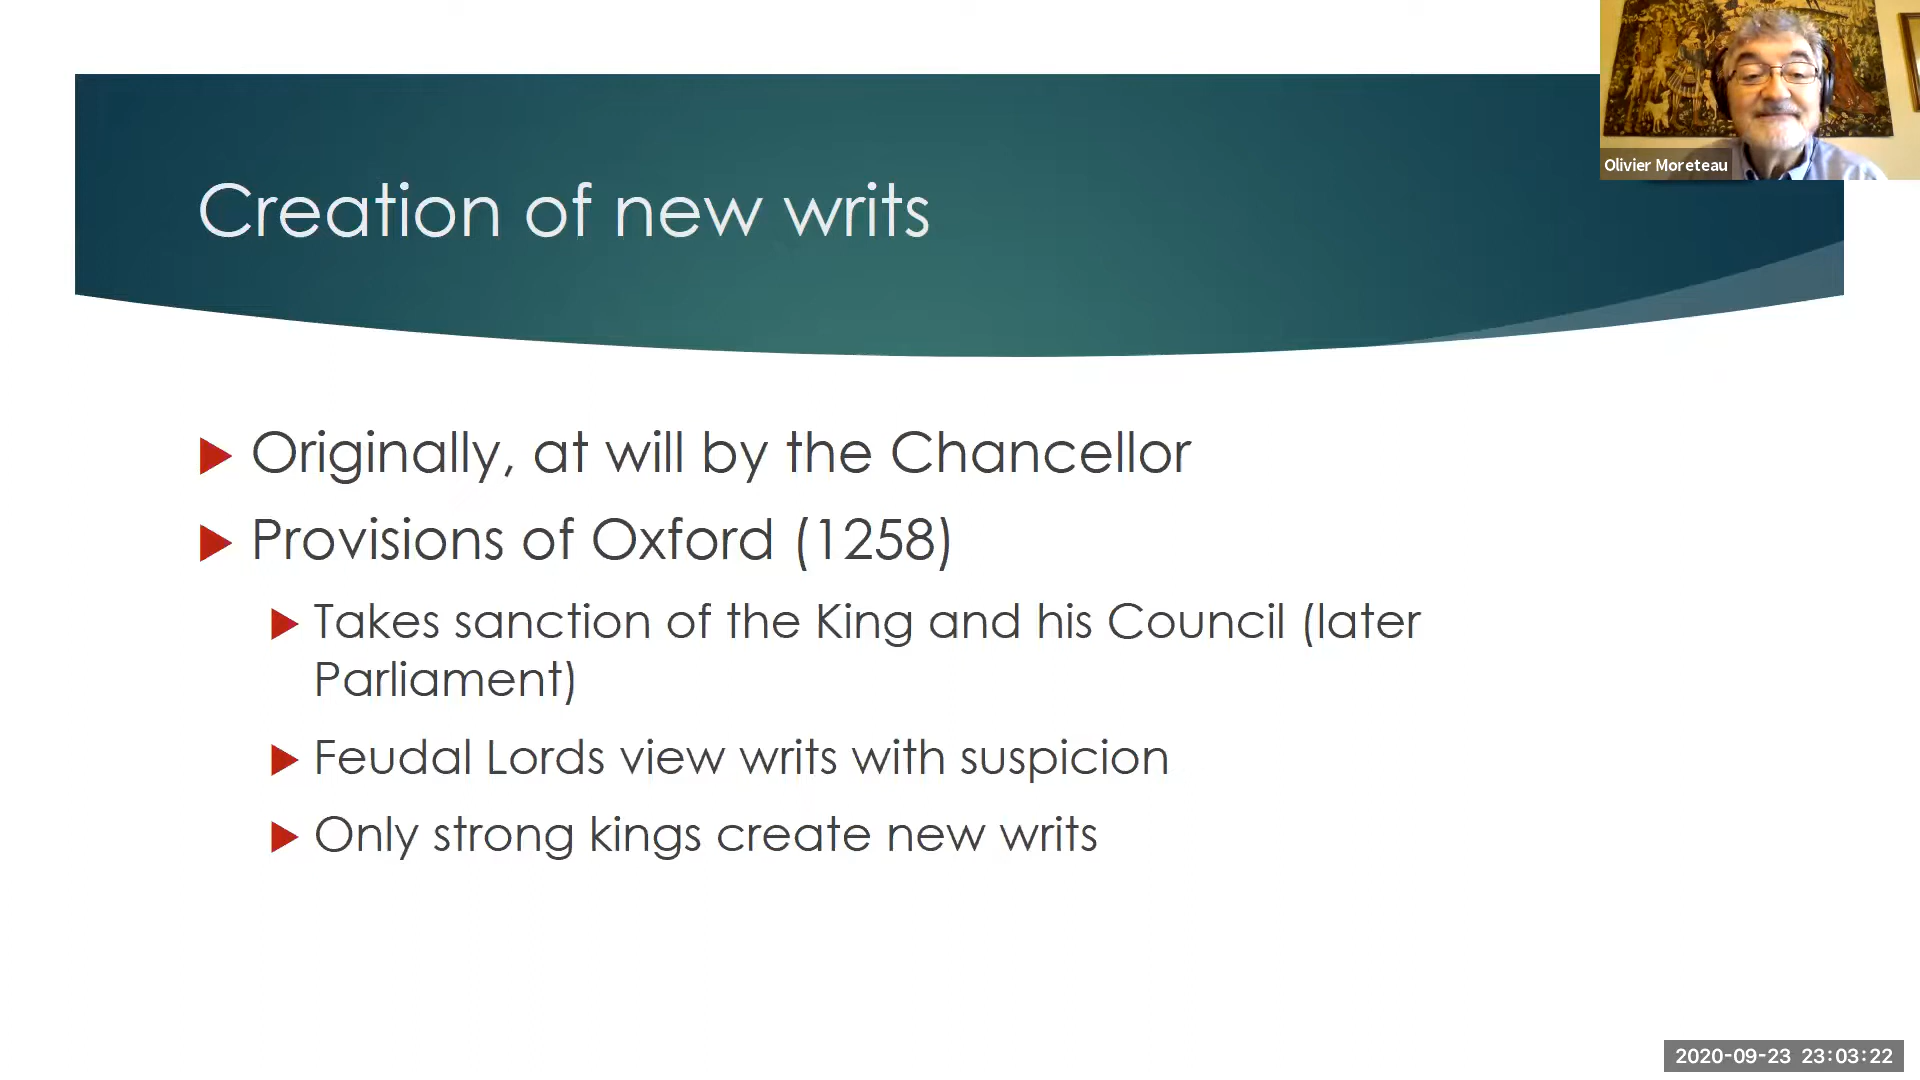 Olivier Moreteau
Creation of new writs
Originally, at will by the Chancellor
Provisions of Oxford (1258)
Takes sanction of the King and his Council (later
Parliament)
Feudal Lords view writs with suspicion
Only strong kings create new writs
2020-09-23 23:03:22